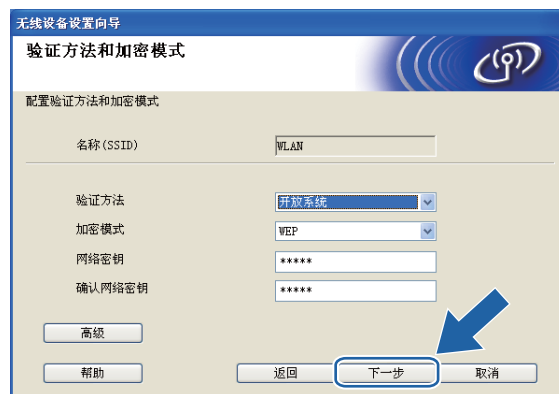 无线设备设置向导
验证方法和加密模式
配置验证方法和加密模式
名称(SSID) WLAN
验证方法 开放系统
加密模式 WEP
网络密钥 *****
确认网络密钥 *****
高级
帮助 返回 下一步 取消